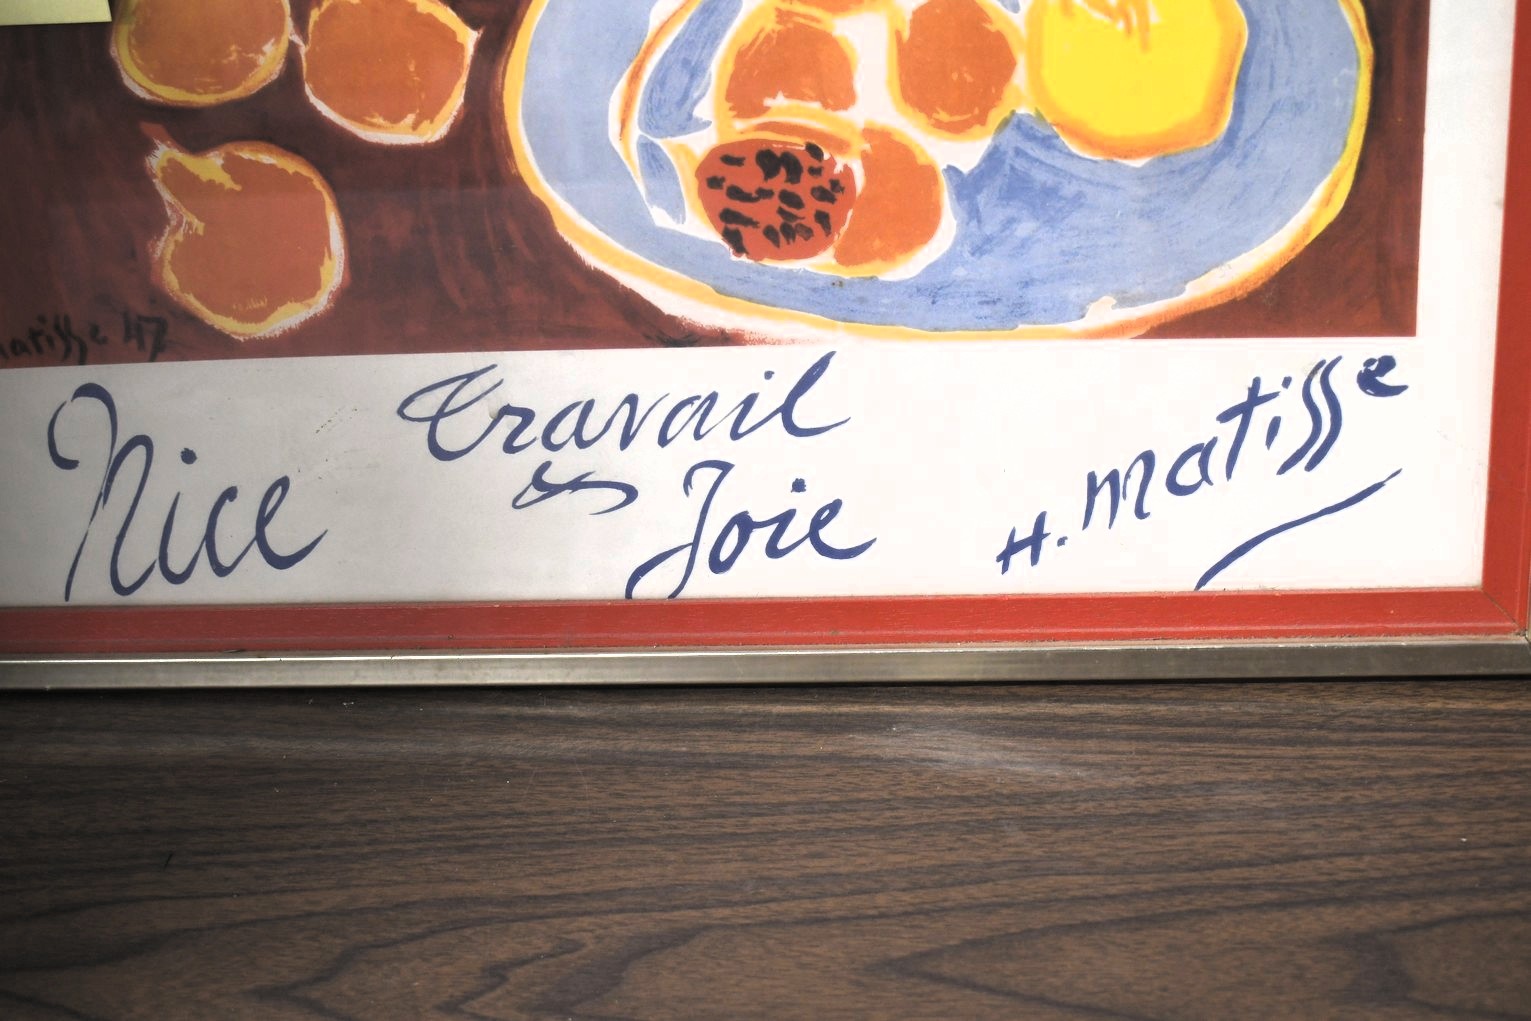 matisse 47
Nice
Travail
&
Joie
H. Matisse